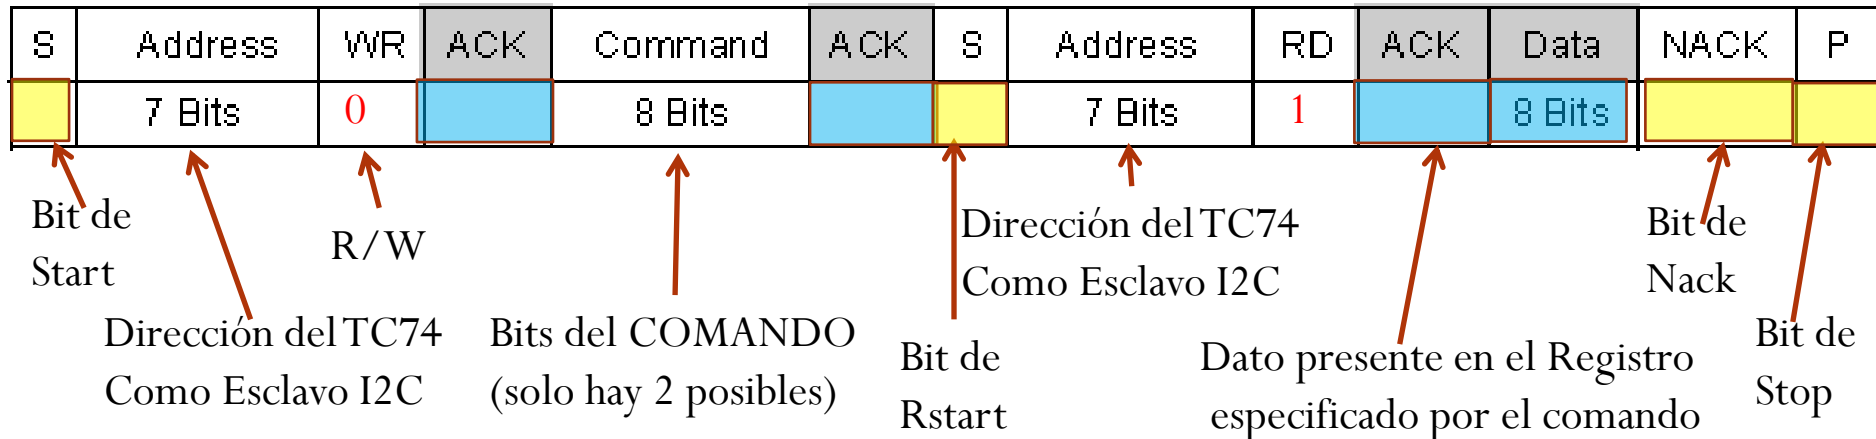 S Address WR ACK Command ACK S Address RD ACK Data NACK P
7 Bits 0 8 Bits 7 Bits 1 8 Bits
Bit de
Start
R/W
Dirección del TC74
Como Esclavo I2C
Bits del COMANDO
(solo hay 2 posibles)
Bit de
Rstart
Dirección del TC74
Como Esclavo I2C
Dato presente en el Registro
especificado por el comando
Bit de
Nack
Bit de
Stop